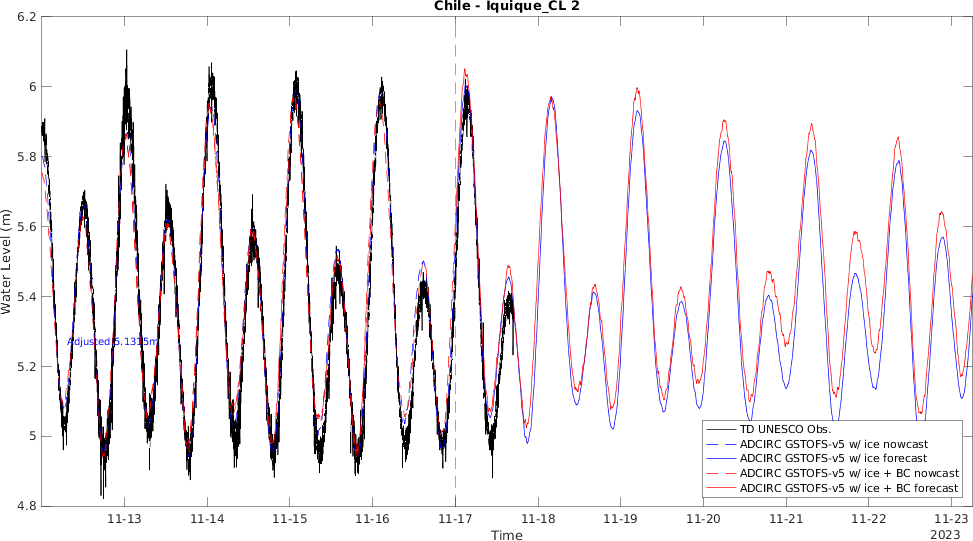 Chile - Iquique_CL 2
6.2
6
5.8
5.6
5.4
5.2
5
4.8
Water Level (m)
Adjusted 5.1315m
11-13
11-14
11-15
11-16
11-17
11-18
11-19
11-20
11-21
11-22
11-23
2023
Time
TD UNESCO Obs.
ADCIRC GSTOFS-v5 w/ ice nowcast
ADCIRC GSTOFS-v5 w/ ice forecast
ADCIRC GSTOFS-v5 w/ ice + BC nowcast
ADCIRC GSTOFS-v5 w/ ice + BC forecast